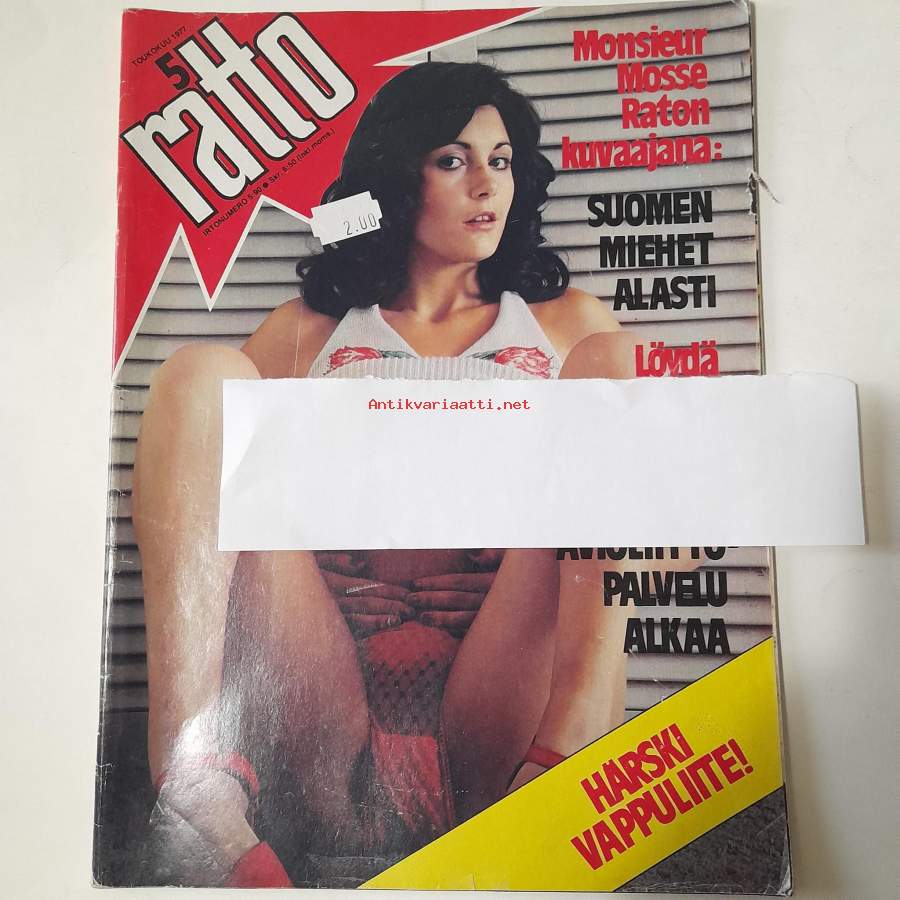 TOUKOKUU 1977
5
ratto
IRTONUMERO 5:90 ● Skr. 6:50 (inkl. moms.)
2.00
Monsieur
Mosse
Raton
kuvaajana:
SUOMEN
MIEHET
ALASTI
Löydä
Antikvariaatti.net
PALVELU
ALKAA
HÄRSKI
VAPPULIITE!